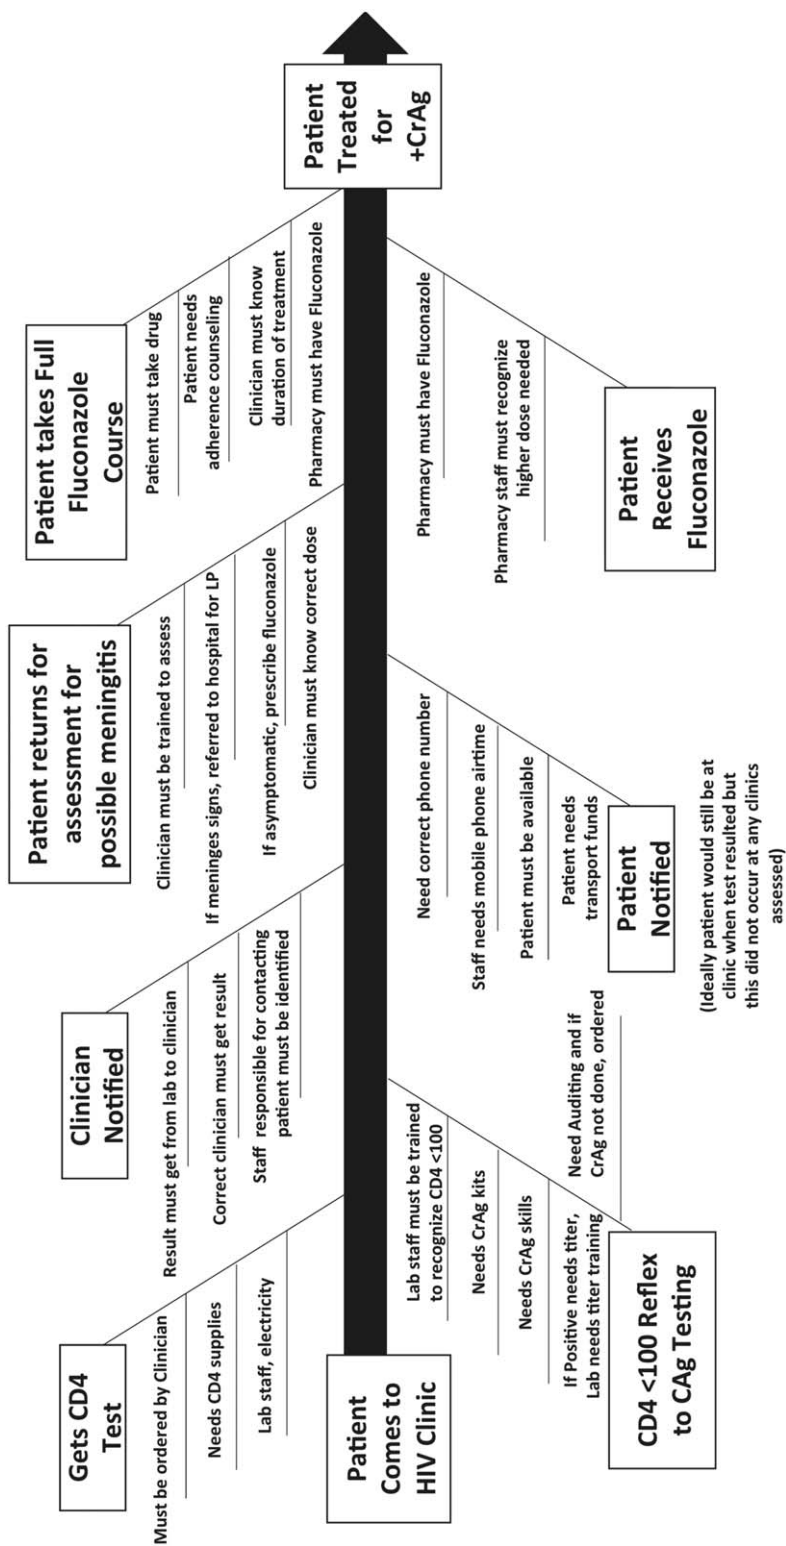 Gets CD4
Test
Must be ordered by Clinician
Needs CD4 supplies
Lab staff, electricity
Clinician
Notified
Result must get from lab to clinician
Correct clinician must get result
Staff responsible for contacting
patient must be identified
Patient returns for
assessment for
possible meningitis
Clinician must be trained to assess
If meninges signs, referred to hospital for LP
If asymptomatic, prescribe fluconazole
Clinician must know correct dose
Patient takes Full
Fluconazole
Course
Patient must take drug
Patient needs
adherence counseling
Clinician must know
duration of treatment
Pharmacy must have Fluconazole
Patient
Comes to
HIV Clinic
Patient
Treated
for
+CrAg
Lab staff must be trained
to recognize CD4 <100
Needs CrAg kits
Needs CrAg skills
If Positive needs titer,
Lab needs titer training
Need Auditing and if
CrAg not done, ordered
CD4 <100 Reflex
to CAg Testing
Need correct phone number
Staff needs mobile phone airtime
Patient must be available
Patient needs
transport funds
Patient
Notified
(Ideally patient would still be at
clinic when test resulted but
this did not occur at any clinics
assessed)
Pharmacy must have Fluconazole
Pharmacy staff must recognize
higher dose needed
Patient
Receives
Fluconazole